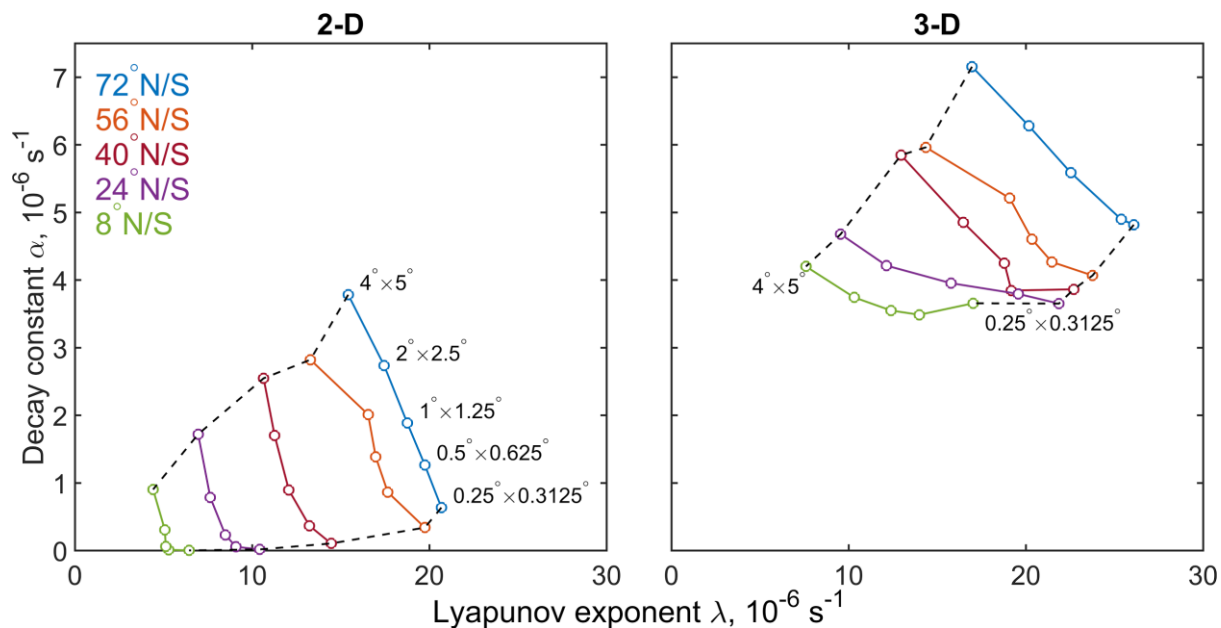 2-D
3-D
72°N/S
56°N/S
40°N/S
24°N/S
8°N/S
4°×5°
2°×2.5°
1°×1.25°
0.5°×0.625°
0.25°×0.3125°
4°×5°
0.25°×0.3125°
Decay constant α, 10⁻⁶ s⁻¹
7
6
5
4
3
2
1
0
0 10 20 30
0 10 20 30
Lyapunov exponent λ, 10⁻⁶ s⁻¹